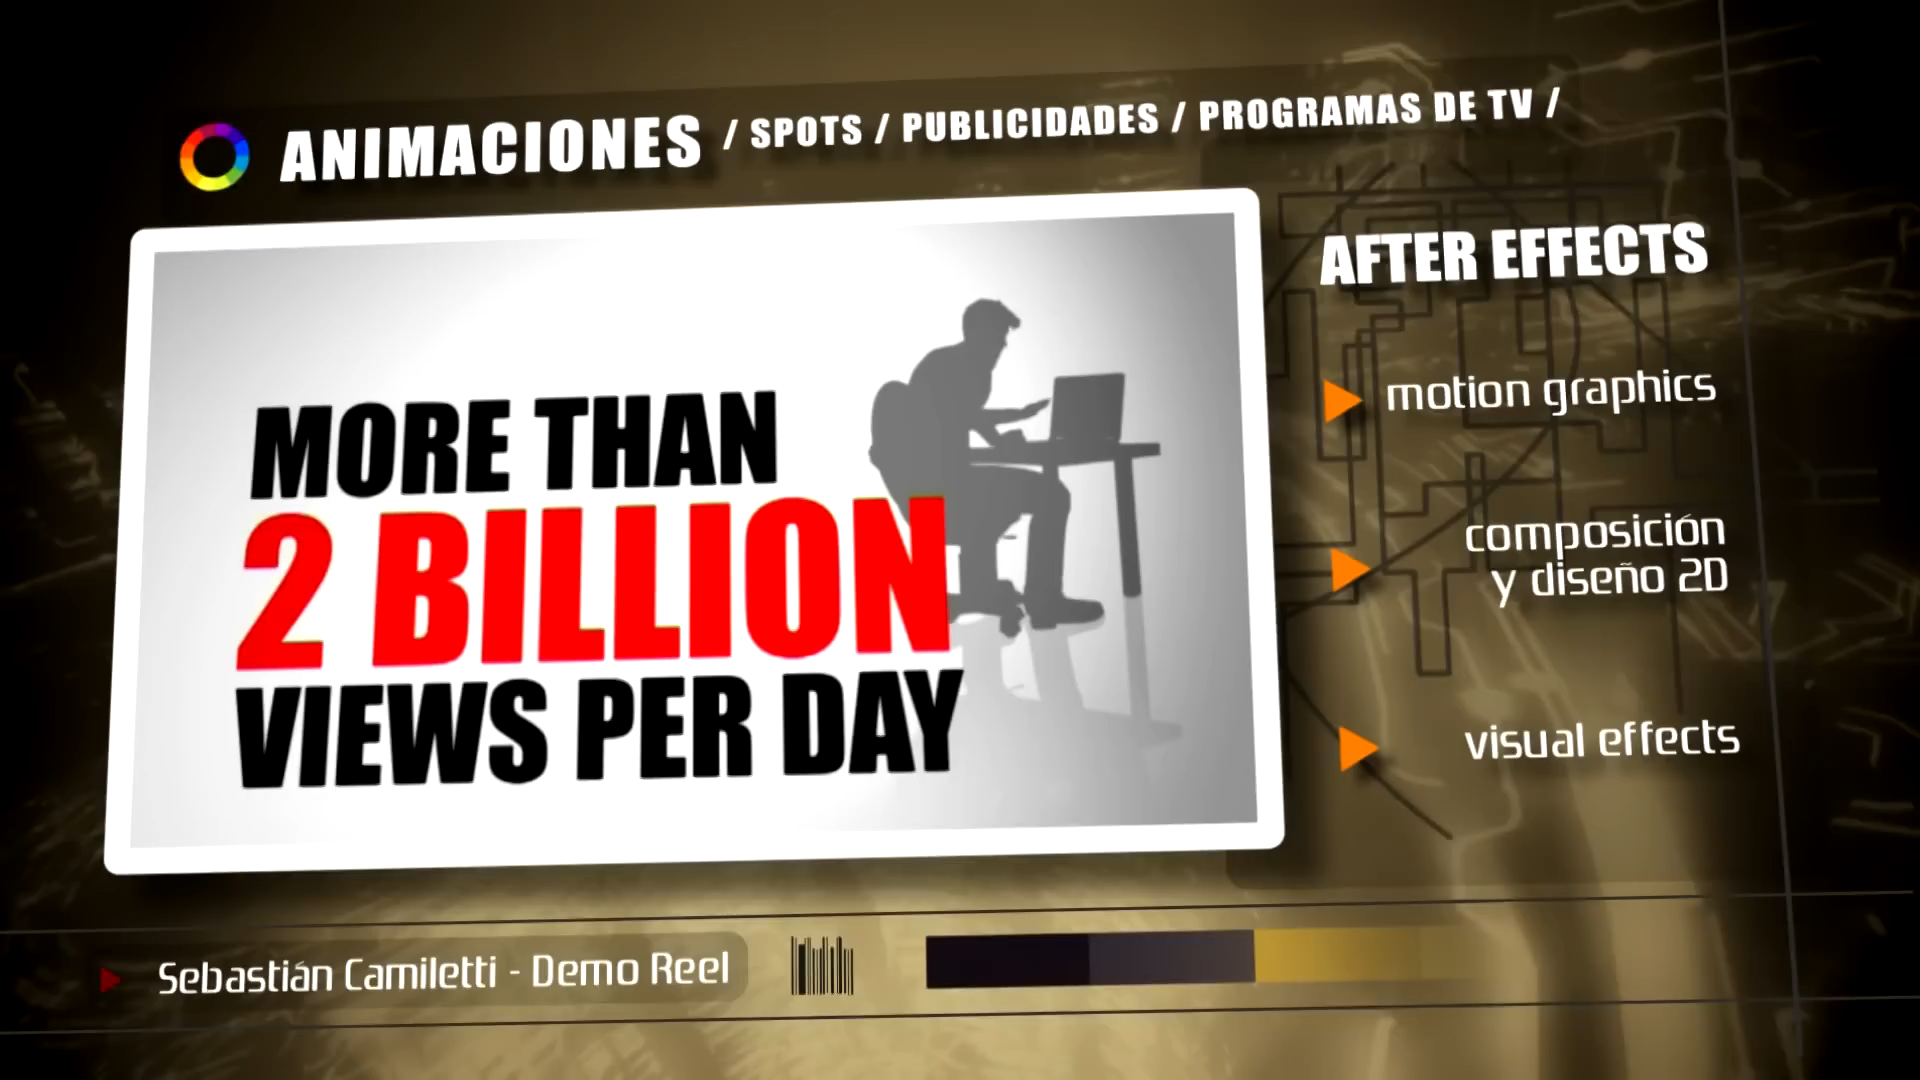 ANIMACIONES / SPOTS / PUBLICIDADES / PROGRAMAS DE TV /
MORE THAN
2 BILLION
VIEWS PER DAY
AFTER EFFECTS
motion graphics
composición
y diseño 2D
visual effects
Sebastián Camiletti - Demo Reel